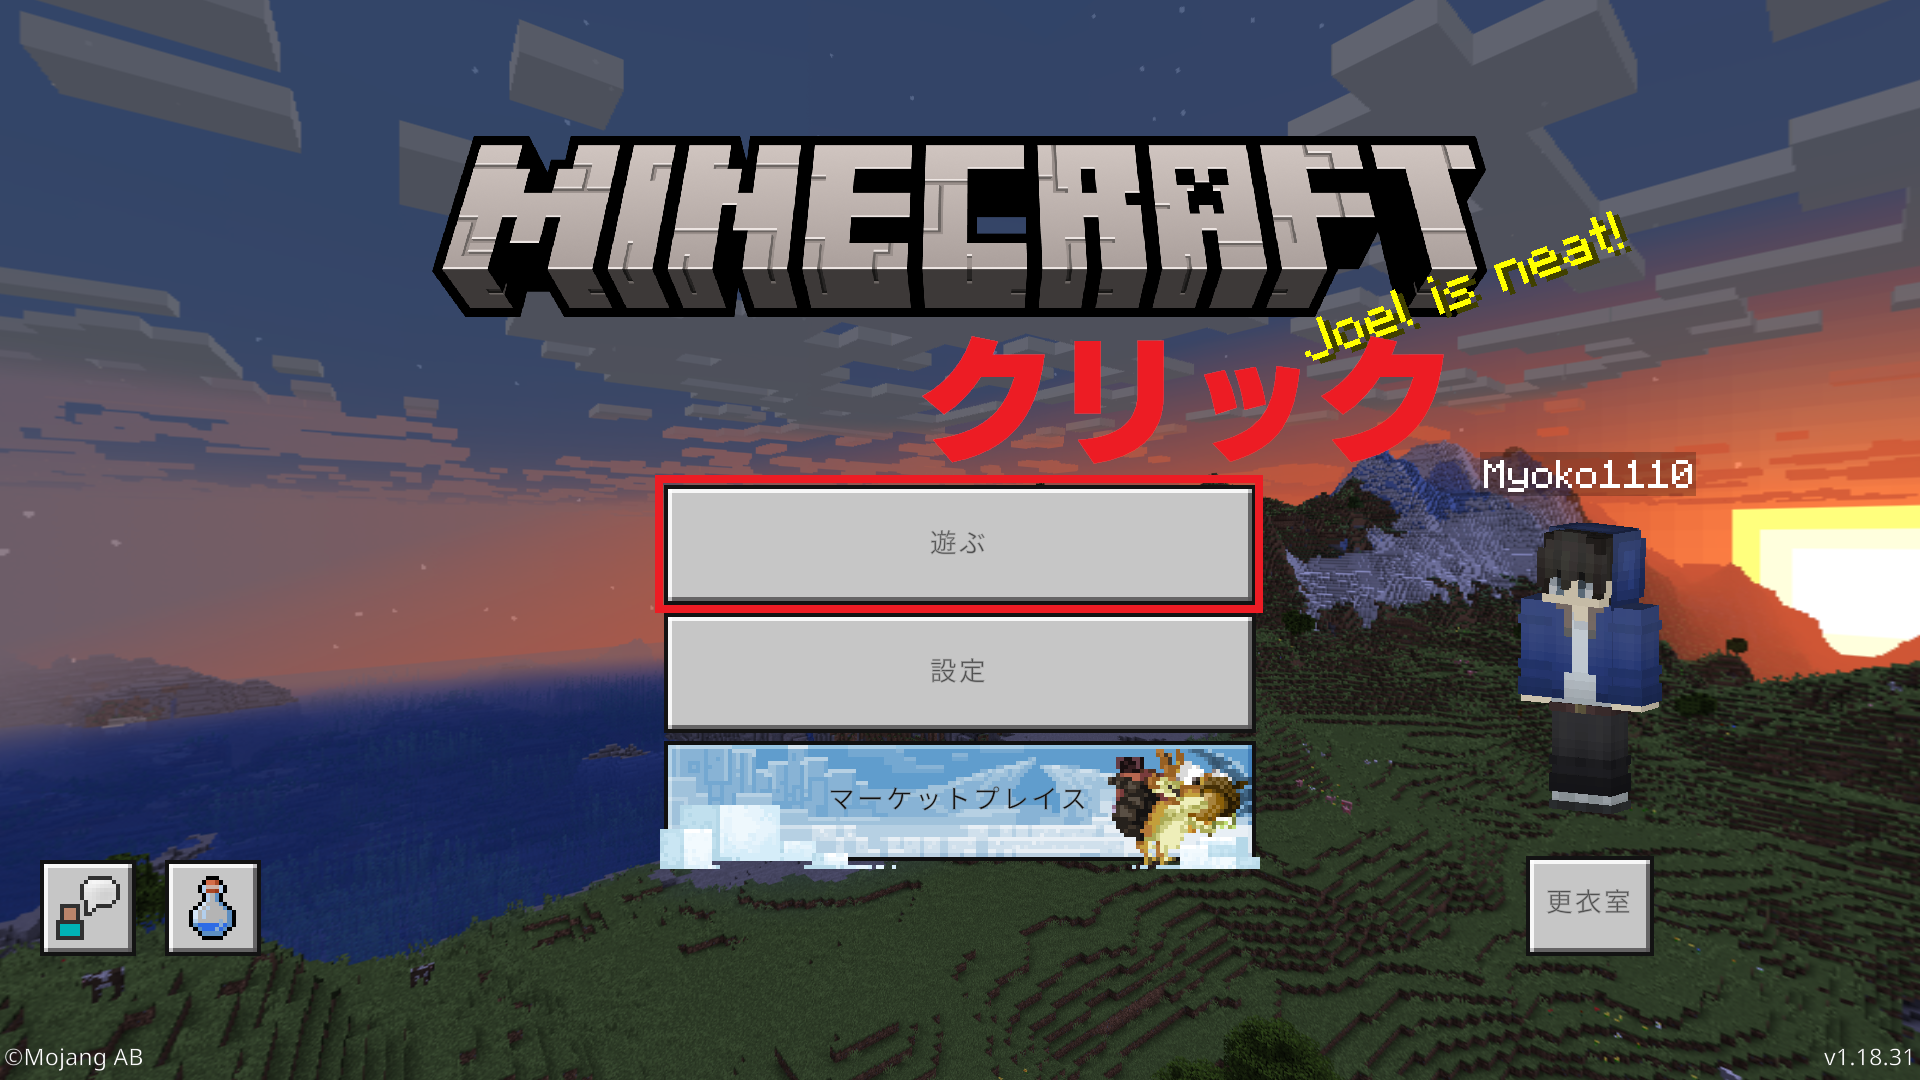 MINECRAFT
Joel is neat!
クリック
Myoko1110
遊ぶ
設定
マーケットプレイス
更衣室
©Mojang AB
v1.18.31